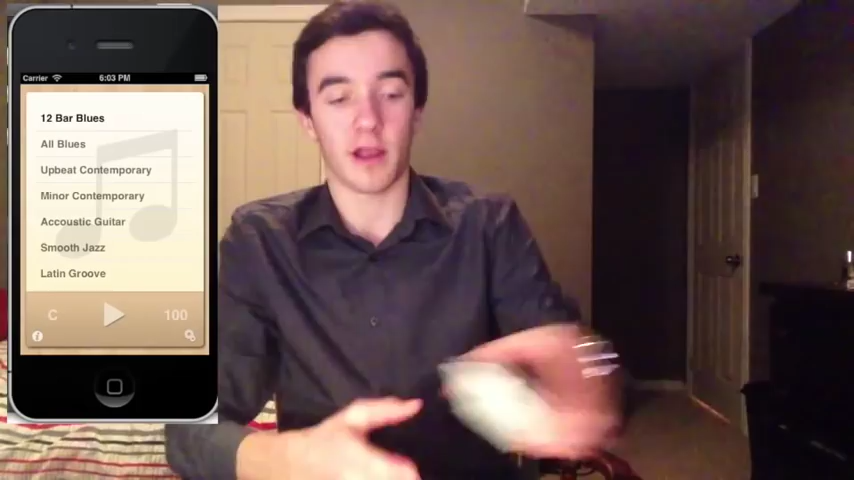 Carrier 6:03 PM
12 Bar Blues
All Blues
Upbeat Contemporary
Minor Contemporary
Accoustic Guitar
Smooth Jazz
Latin Groove
C 100